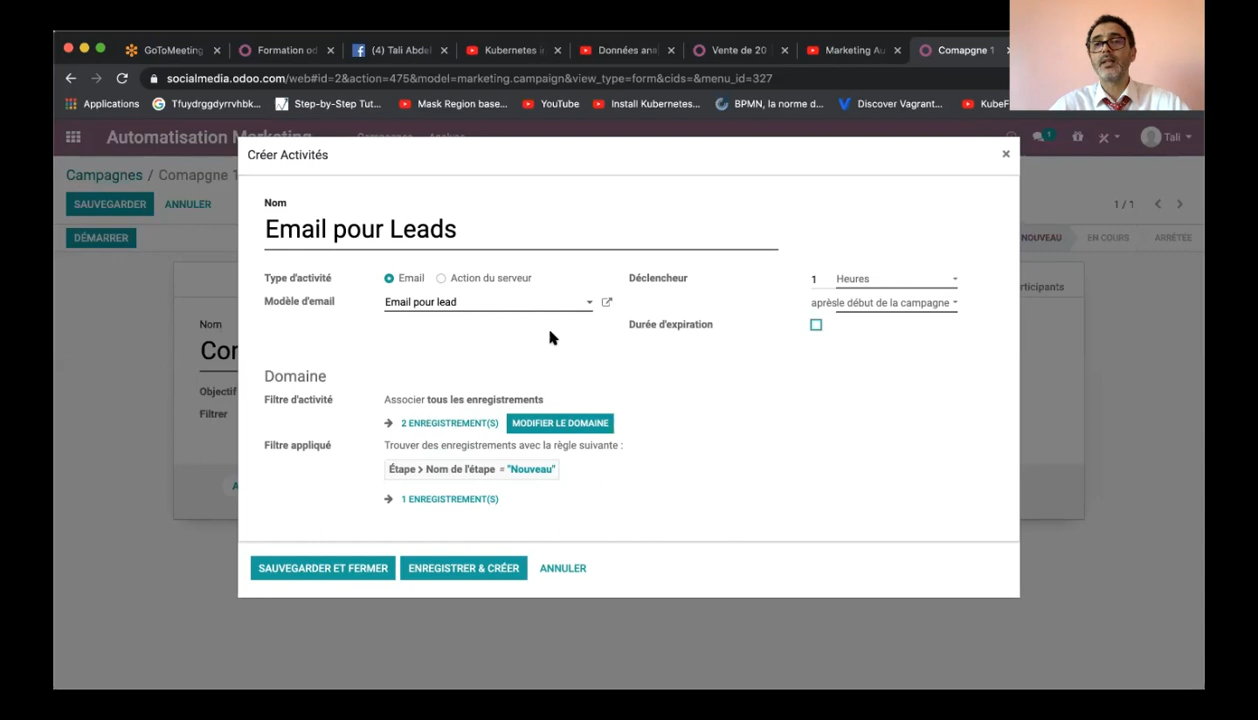 GoToMeeting
Formation od
(4) Tali Abdel
Kubernetes i
Données ana
Vente de 20
Marketing Au
Comapgne 1
socialmedia.odoo.com/web#id=2&action=475&model=marketing.campaign&view_type=form&cids=&menu_id=327
Applications
Tfuydrggdyrrvhbk...
Step-by-Step Tut...
Mask Region base...
YouTube
Install Kubernetes...
BPMN, la norme d...
Discover Vagrant...
KubeF
Automatisation Marketing
1
Tali
Campagnes / Comapgne 1
SAUVEGARDER
ANNULER
1 / 1
DÉMARRER
NOUVEAU
EN COURS
ARRÊTÉE
Créer Activités
×
Nom
Email pour Leads
Type d'activité
Email
Action du serveur
Déclencheur
1
Heures
Modèle d'email
Email pour lead
après
le début de la campagne
Durée d'expiration
Domaine
Filtre d'activité
Associer tous les enregistrements
2 ENREGISTREMENT(S)
MODIFIER LE DOMAINE
Filtre appliqué
Trouver des enregistrements avec la règle suivante :
Étape > Nom de l'étape = "Nouveau"
1 ENREGISTREMENT(S)
SAUVEGARDER ET FERMER
ENREGISTRER & CRÉER
ANNULER
Nom
Con
Objectif
Filtrer
A
rticipants